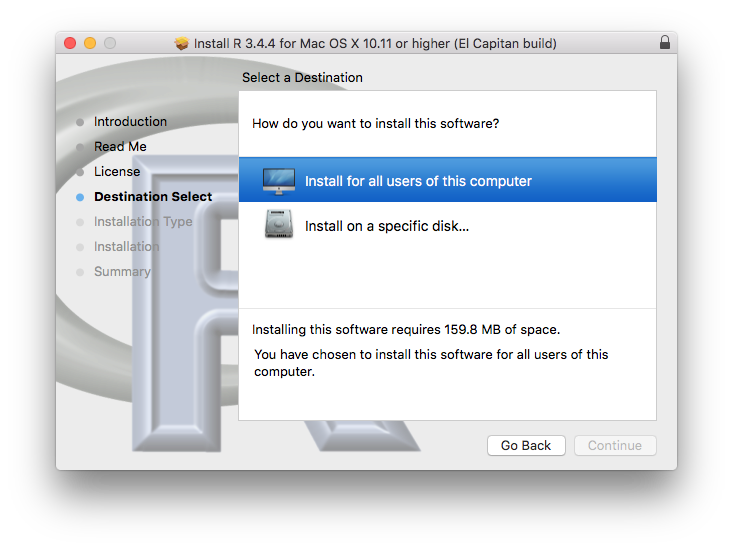 Install R 3.4.4 for Mac OS X 10.11 or higher (El Capitan build)
Select a Destination
Introduction
Read Me
License
Destination Select
Installation Type
Installation
Summary
How do you want to install this software?
Install for all users of this computer
Install on a specific disk...
Installing this software requires 159.8 MB of space.
You have chosen to install this software for all users of this
computer.
Go Back
Continue